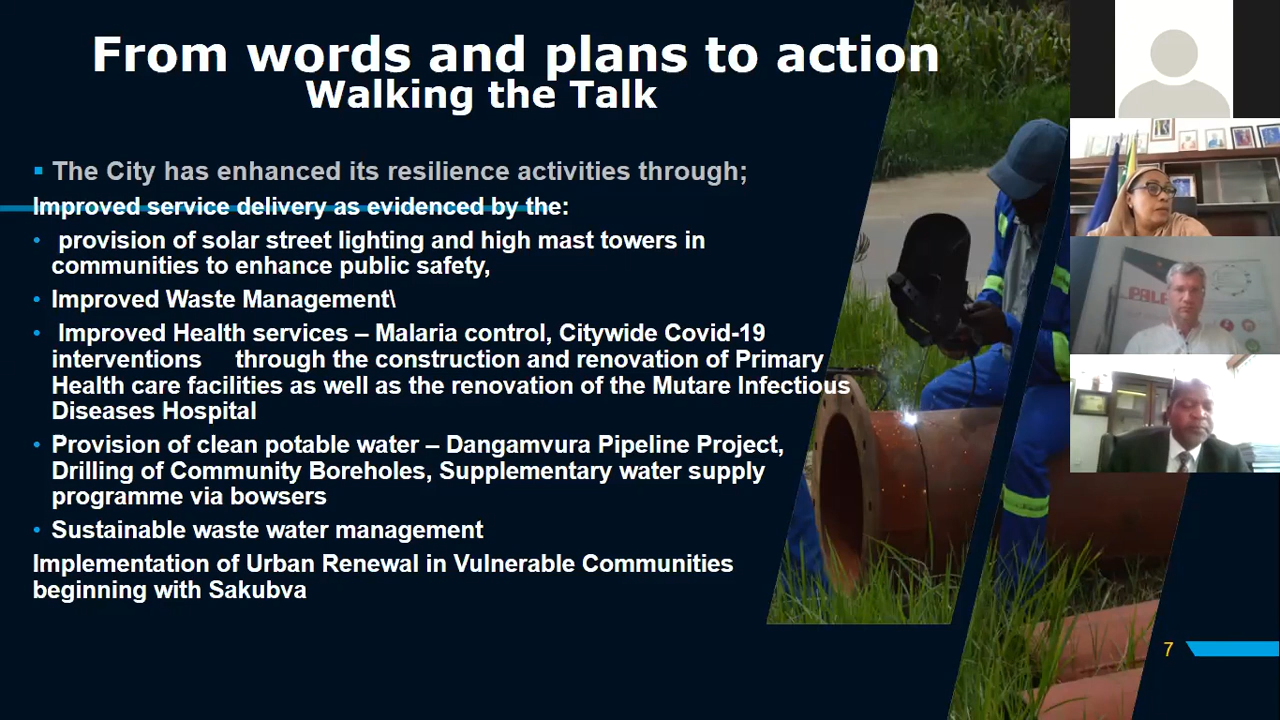 From words and plans to action
Walking the Talk
The City has enhanced its resilience activities through;
Improved service delivery as evidenced by the:
provision of solar street lighting and high mast towers in
communities to enhance public safety,
Improved Waste Management\
Improved Health services – Malaria control, Citywide Covid-19
interventions through the construction and renovation of Primary
Health care facilities as well as the renovation of the Mutare Infectious
Diseases Hospital
Provision of clean potable water – Dangamvura Pipeline Project,
Drilling of Community Boreholes, Supplementary water supply
programme via bowsers
Sustainable waste water management
Implementation of Urban Renewal in Vulnerable Communities
beginning with Sakubva
7